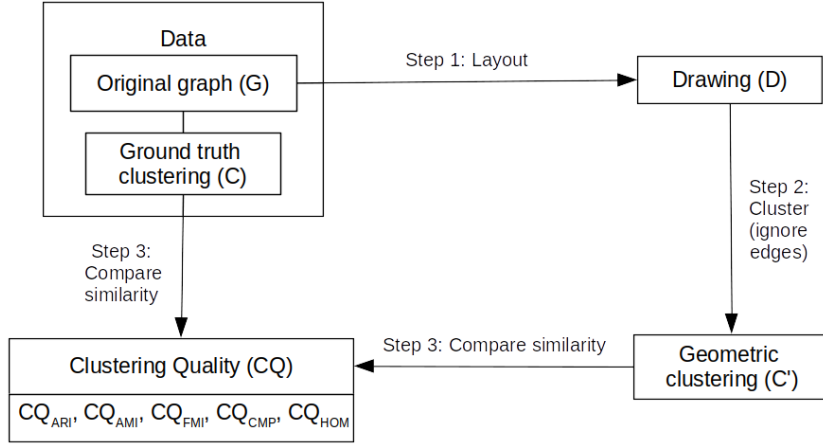 Data
Original graph (G)
Step 1: Layout
Drawing (D)
Ground truth
clustering (C)
Step 2:
Cluster
(ignore
edges)
Step 3:
Compare
similarity
Step 3: Compare similarity
Geometric
clustering (C')
Clustering Quality (CQ)
CQARI, CQAMI, CQFMI, CQCMP, CQHOM